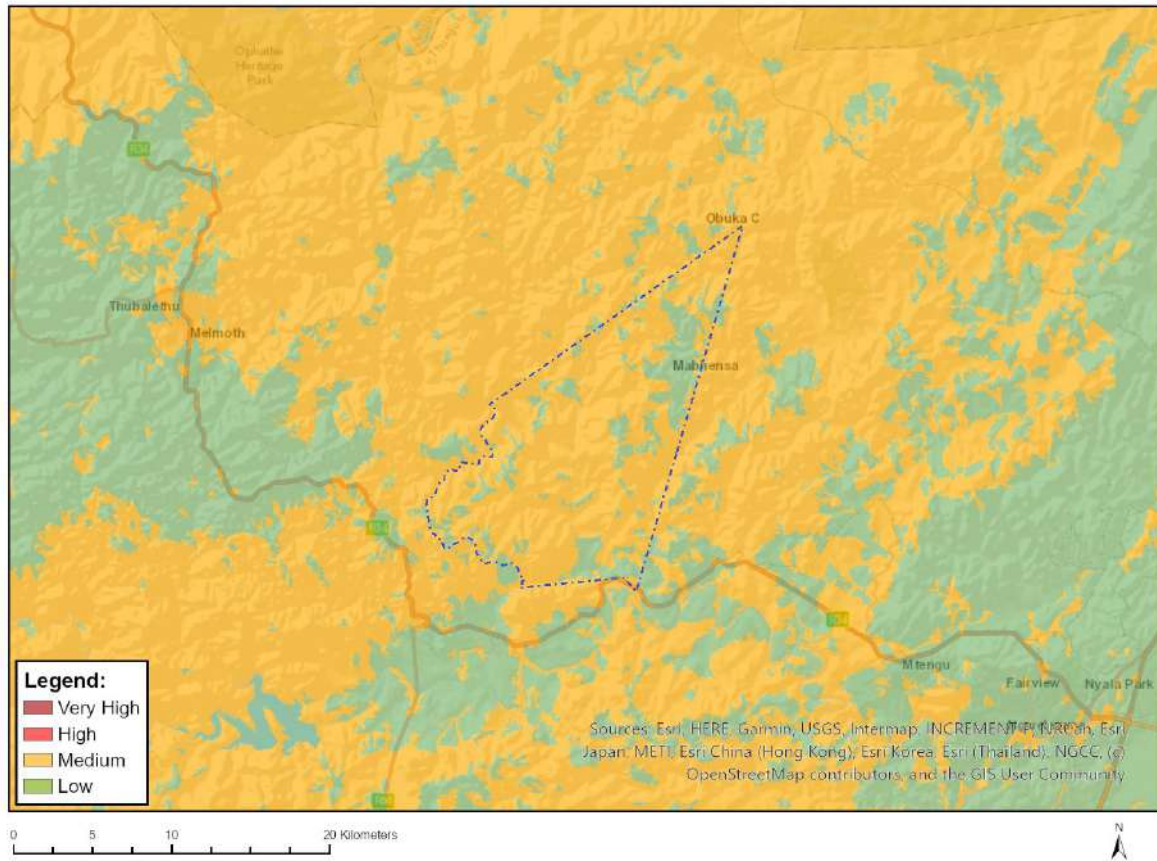 Ophathe
Heritage
Park
R34
Obuka C
Thubalethu
Melmoth
Mabhensa
R34
R34
Mtengu
Fairview
Nyala Park
Legend:
Very High
High
Medium
Low
Sources: Esri, HERE, Garmin, USGS, Intermap, INCREMENT P, NRCan, Esri
Japan, METI, Esri China (Hong Kong), Esri Korea, Esri (Thailand), NGCC, (c)
OpenStreetMap contributors, and the GIS User Community
0 5 10 20 Kilometers
N